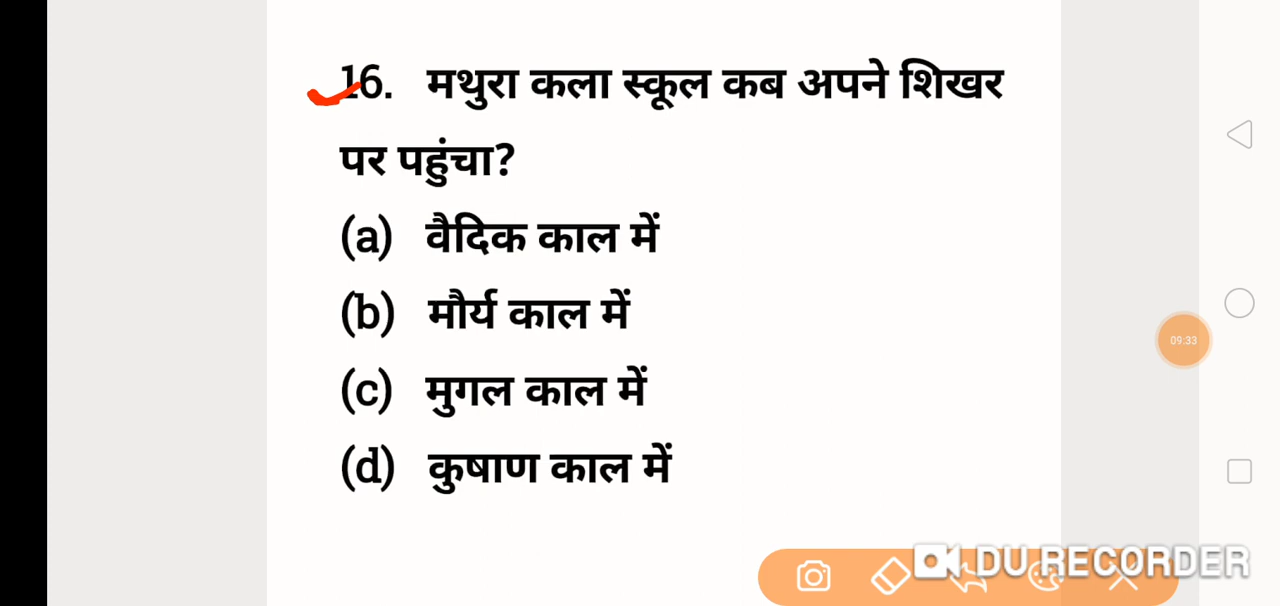 16. मथुरा कला स्कूल कब अपने शिखर
पर पहुंचा?
(a) वैदिक काल में
(b) मौर्य काल में
(c) मुगल काल में
(d) कुषाण काल में
09:33
DU RECORDER